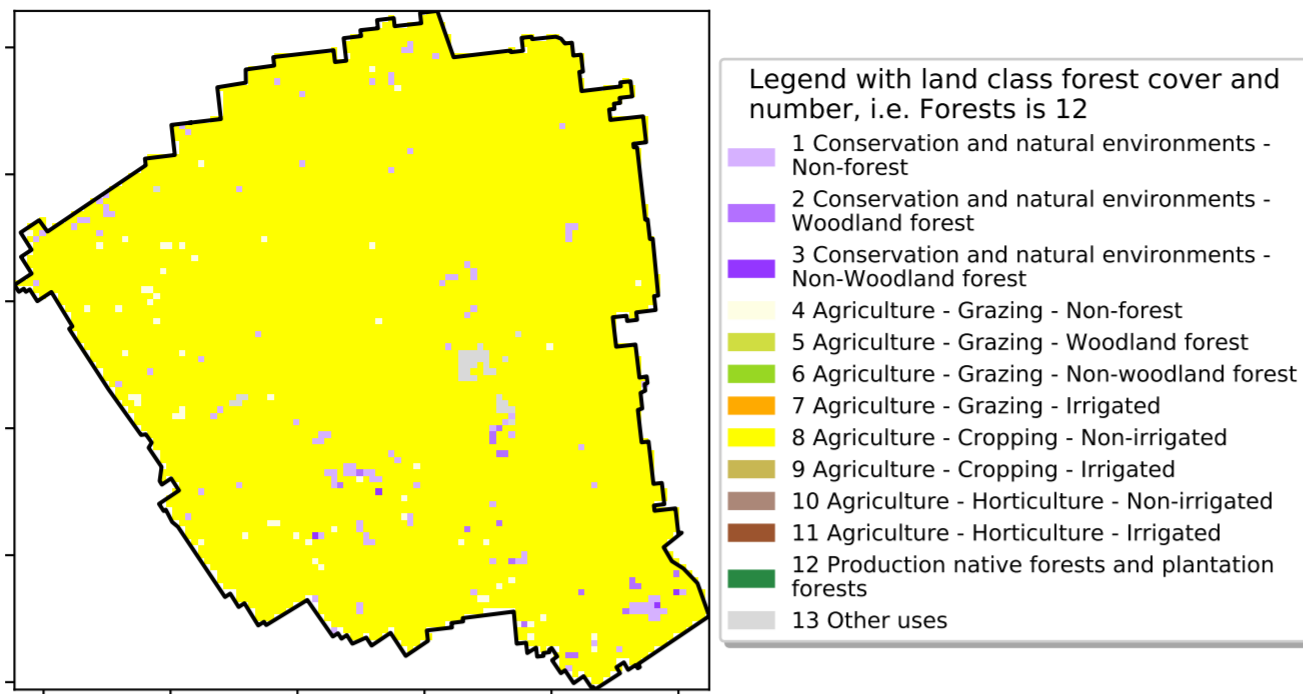 Legend with land class forest cover and
number, i.e. Forests is 12
1 Conservation and natural environments -
Non-forest
2 Conservation and natural environments -
Woodland forest
3 Conservation and natural environments -
Non-Woodland forest
4 Agriculture - Grazing - Non-forest
5 Agriculture - Grazing - Woodland forest
6 Agriculture - Grazing - Non-woodland forest
7 Agriculture - Grazing - Irrigated
8 Agriculture - Cropping - Non-irrigated
9 Agriculture - Cropping - Irrigated
10 Agriculture - Horticulture - Non-irrigated
11 Agriculture - Horticulture - Irrigated
12 Production native forests and plantation
forests
13 Other uses